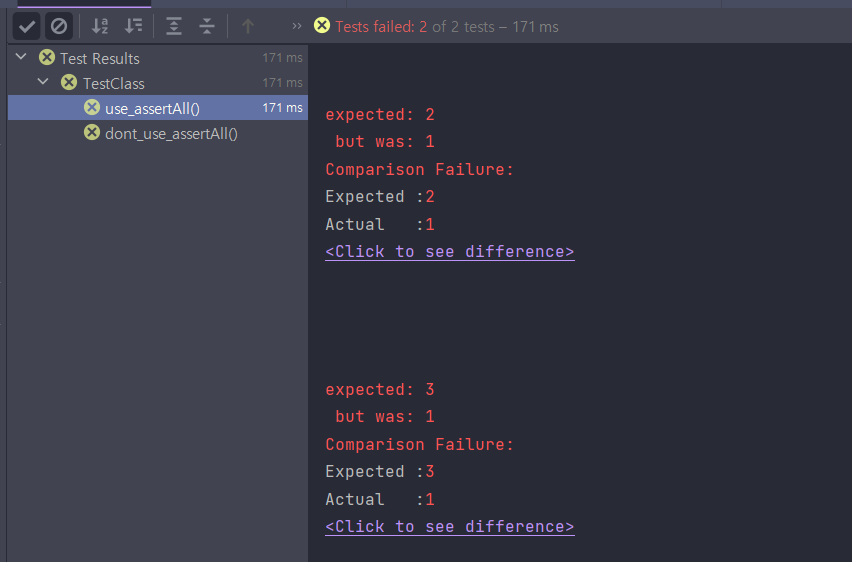 Tests failed: 2 of 2 tests – 171 ms
Test Results 171 ms
TestClass 171 ms
use_assertAll() 171 ms
dont_use_assertAll()
expected: 2
but was: 1
Comparison Failure:
Expected :2
Actual :1
<Click to see difference>
expected: 3
but was: 1
Comparison Failure:
Expected :3
Actual :1
<Click to see difference>